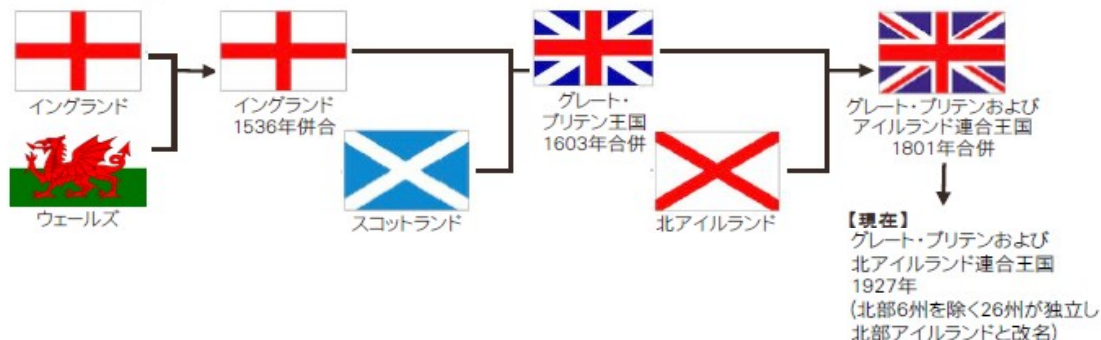 イングランド
ウェールズ
イングランド
1536年併合
スコットランド
グレート・
ブリテン王国
1603年合併
北アイルランド
グレート・ブリテンおよび
アイルランド連合王国
1801年合併
【現在】
グレート・ブリテンおよび
北アイルランド連合王国
1927年
(北部6州を除く26州が独立し
北部アイルランドと改名)